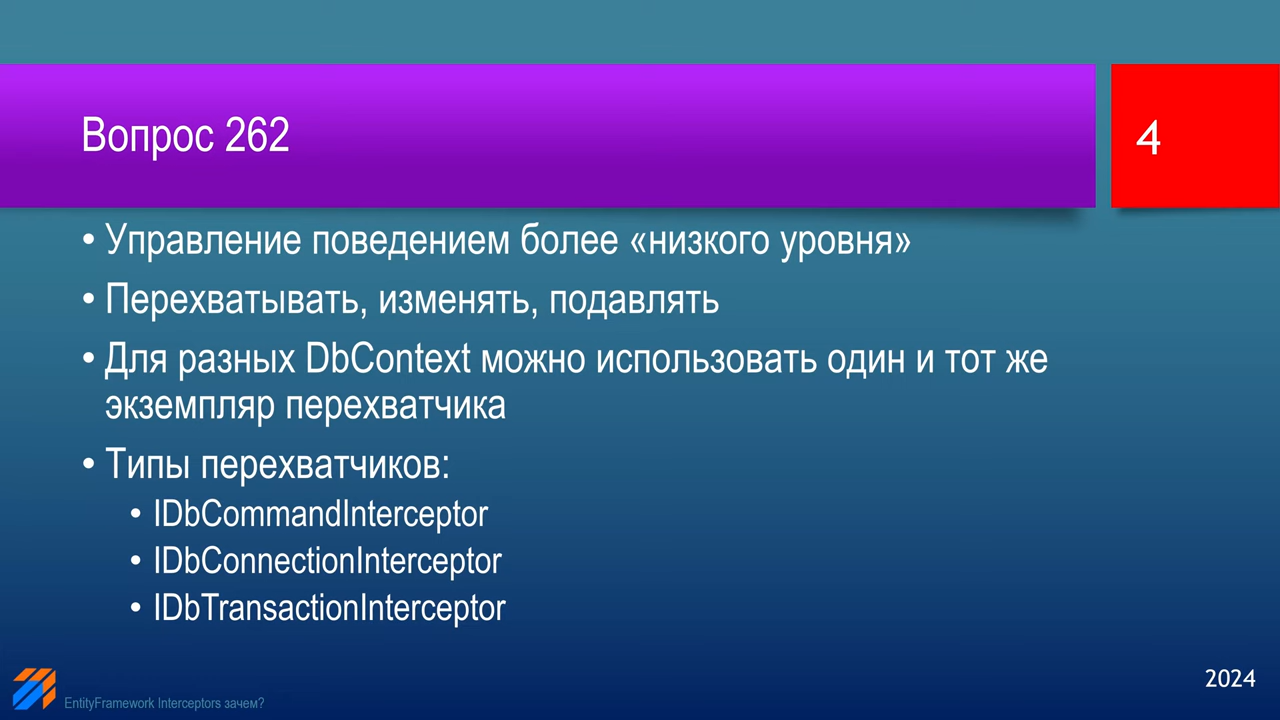 Вопрос 262
4
• Управление поведением более «низкого уровня»
• Перехватывать, изменять, подавлять
• Для разных DbContext можно использовать один и тот же
экземпляр перехватчика
• Типы перехватчиков:
• IDbCommandInterceptor
• IDbConnectionInterceptor
• IDbTransactionInterceptor
EntityFramework Interceptors зачем?
2024